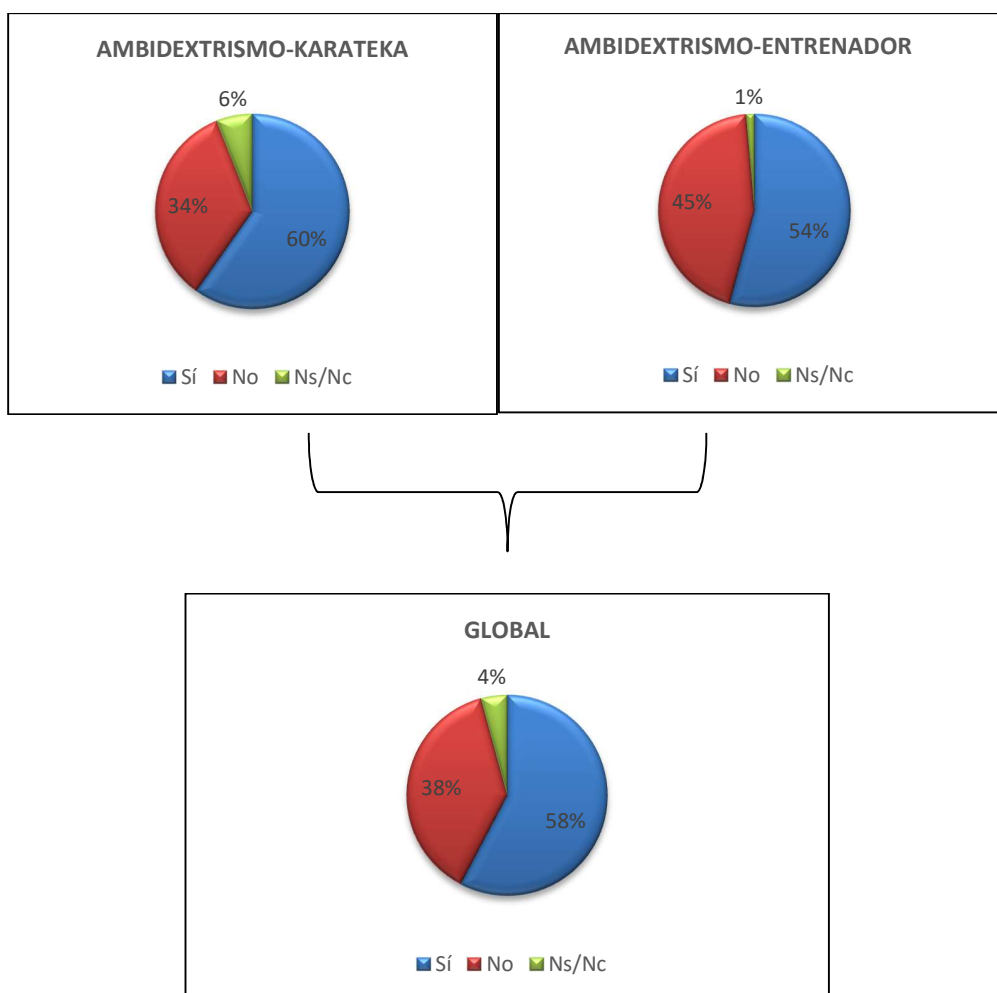 AMBIDEXTRISMO-KARATEKA
6%
34%
60%
Sí No Ns/Nc
AMBIDEXTRISMO-ENTRENADOR
1%
45%
54%
Sí No Ns/Nc
GLOBAL
4%
38%
58%
Sí No Ns/Nc